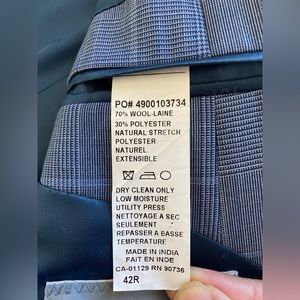 PO# 4900103734
70% WOOL-LAINE
30% POLYESTER
NATURAL STRETCH
POLYESTER
NATUREL
EXTENSIBLE
DRY CLEAN ONLY
LOW MOISTURE
UTILITY PRESS
NETTOYAGE A SEC
SEULEMENT
REPASSER A BASSE
TEMPERATURE
MADE IN INDIA
FAIT EN INDE
CA-01129 RN 90736
42R